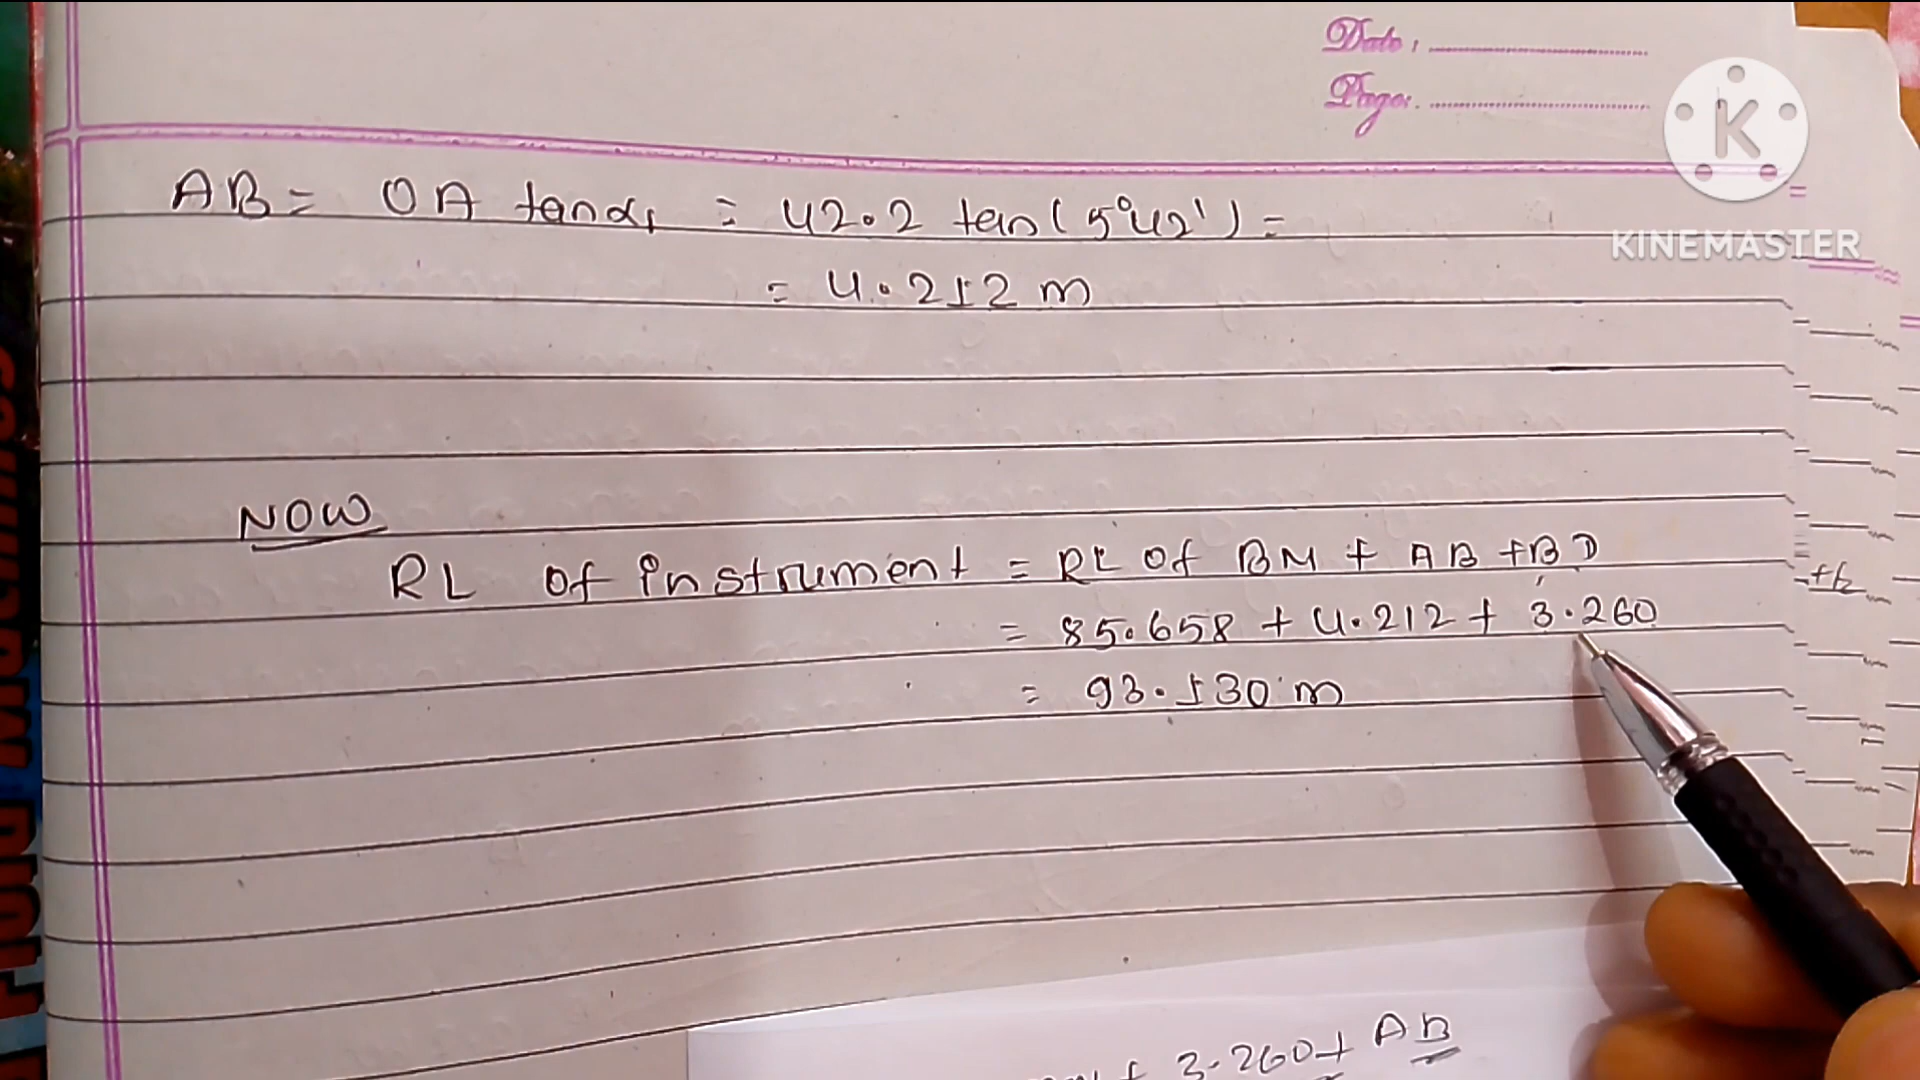 Date :
Page:
K
KINEMASTER
AB = OA tanα₁ = 42.2 tan(5°42') =
= 4.212 m
NOW
RL of instrument = RL of BM + AB + BD
= 85.658 + 4.212 + 3.260
= 93.130 m
+ 3.260 + AB